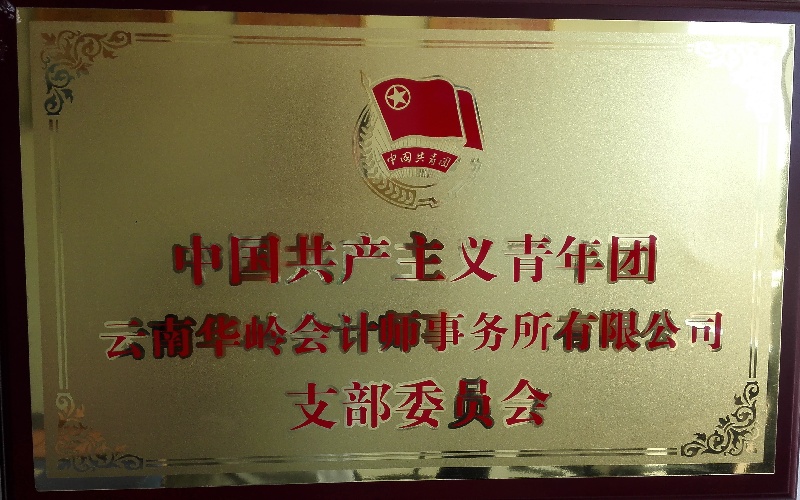 中国共青团
中国共产主义青年团
云南华岭会计师事务所有限公司
支部委员会